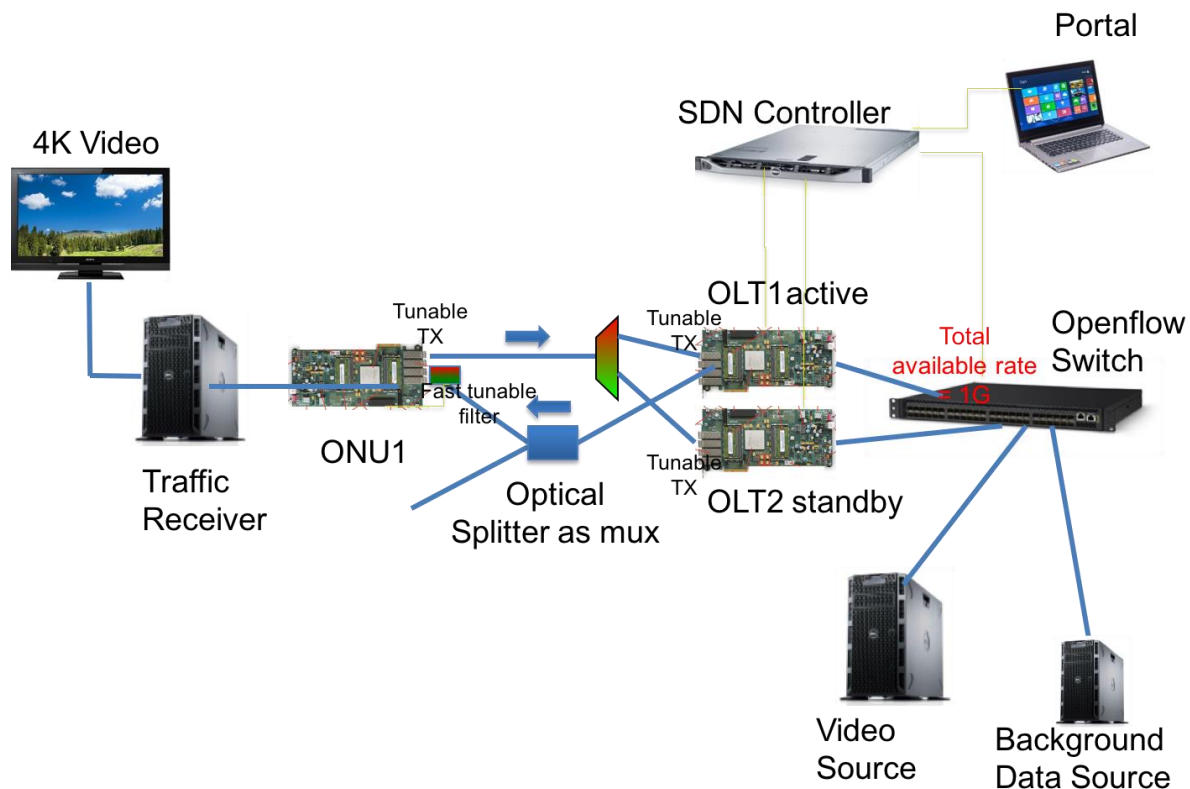 Portal
SDN Controller
4K Video
OLT1active
Tunable
TX
Tunable
TX
Total
available rate
= 1G
Openflow
Switch
Fast tunable
filter
ONU1
Tunable
TX
OLT2 standby
Traffic
Receiver
Optical
Splitter as mux
Video
Source
Background
Data Source